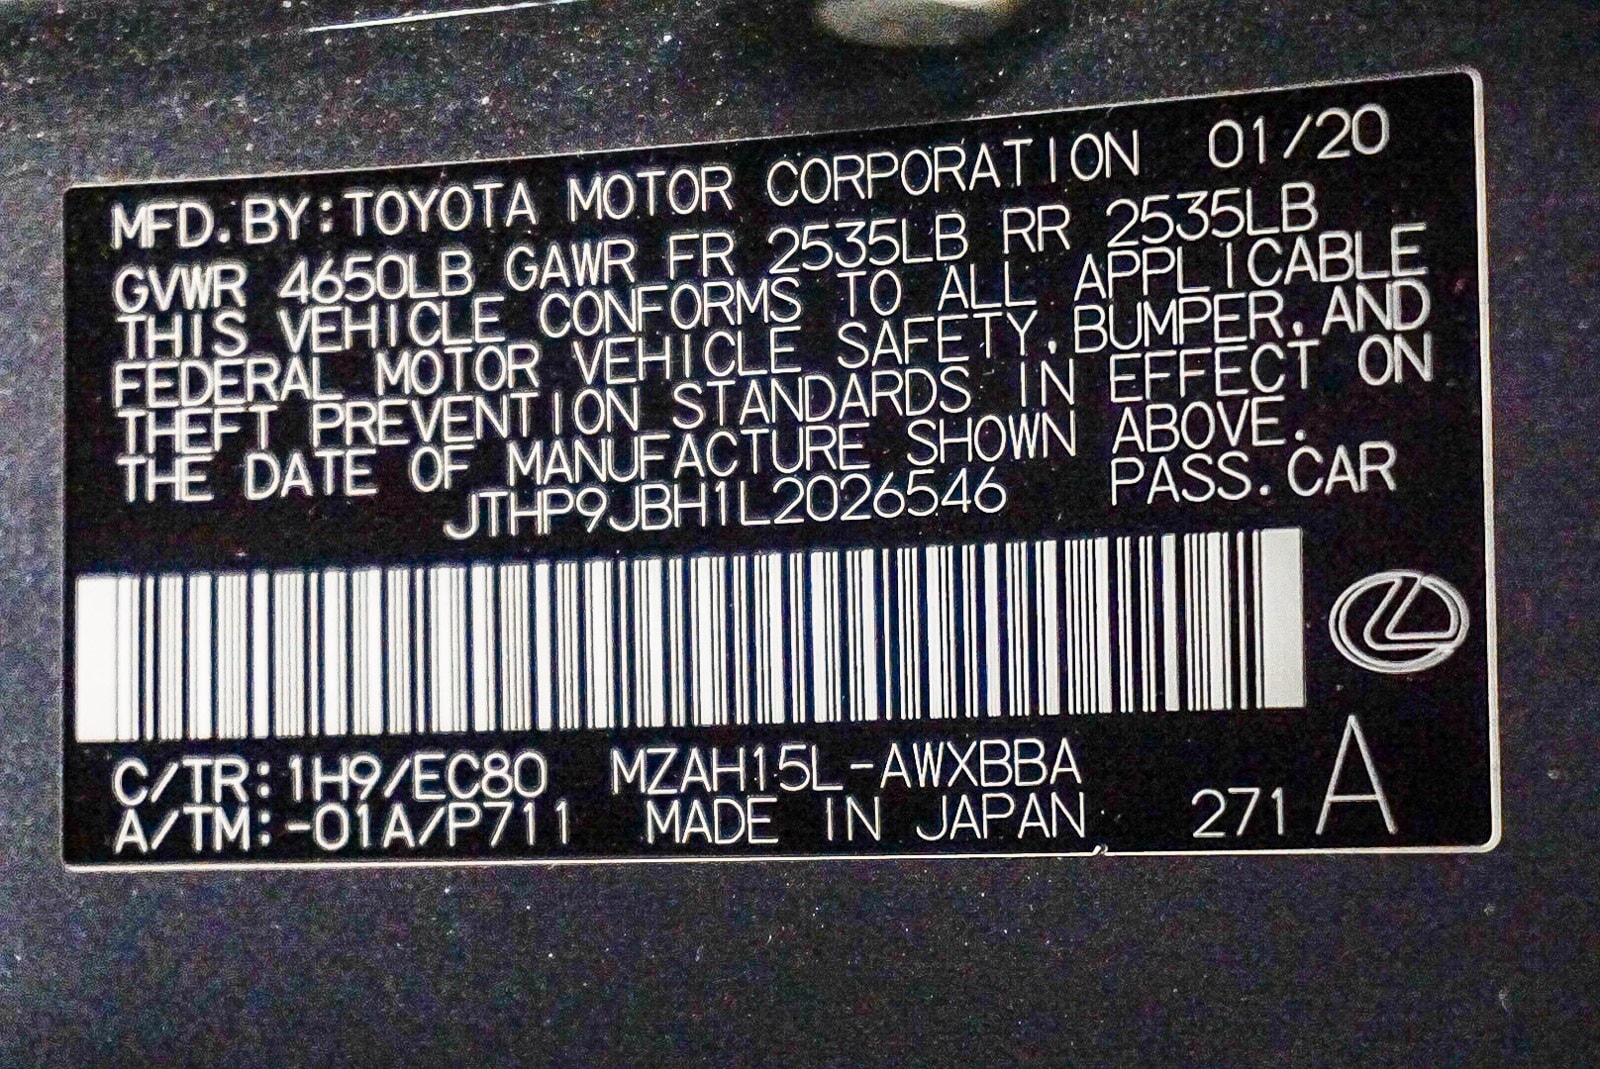 MFD. BY: TOYOTA MOTOR CORPORATION 01/20
GVWR 4650LB GAWR FR 2535LB RR 2535LB
THIS VEHICLE CONFORMS TO ALL APPLICABLE
FEDERAL MOTOR VEHICLE SAFETY, BUMPER, AND
THEFT PREVENTION STANDARDS IN EFFECT ON
THE DATE OF MANUFACTURE SHOWN ABOVE.
JTHP9JBH1L2026546 PASS. CAR
C/TR: 1H9/EC80 MZAH15L-AWXBBA
A/TM: -01A/P711 MADE IN JAPAN 271 A